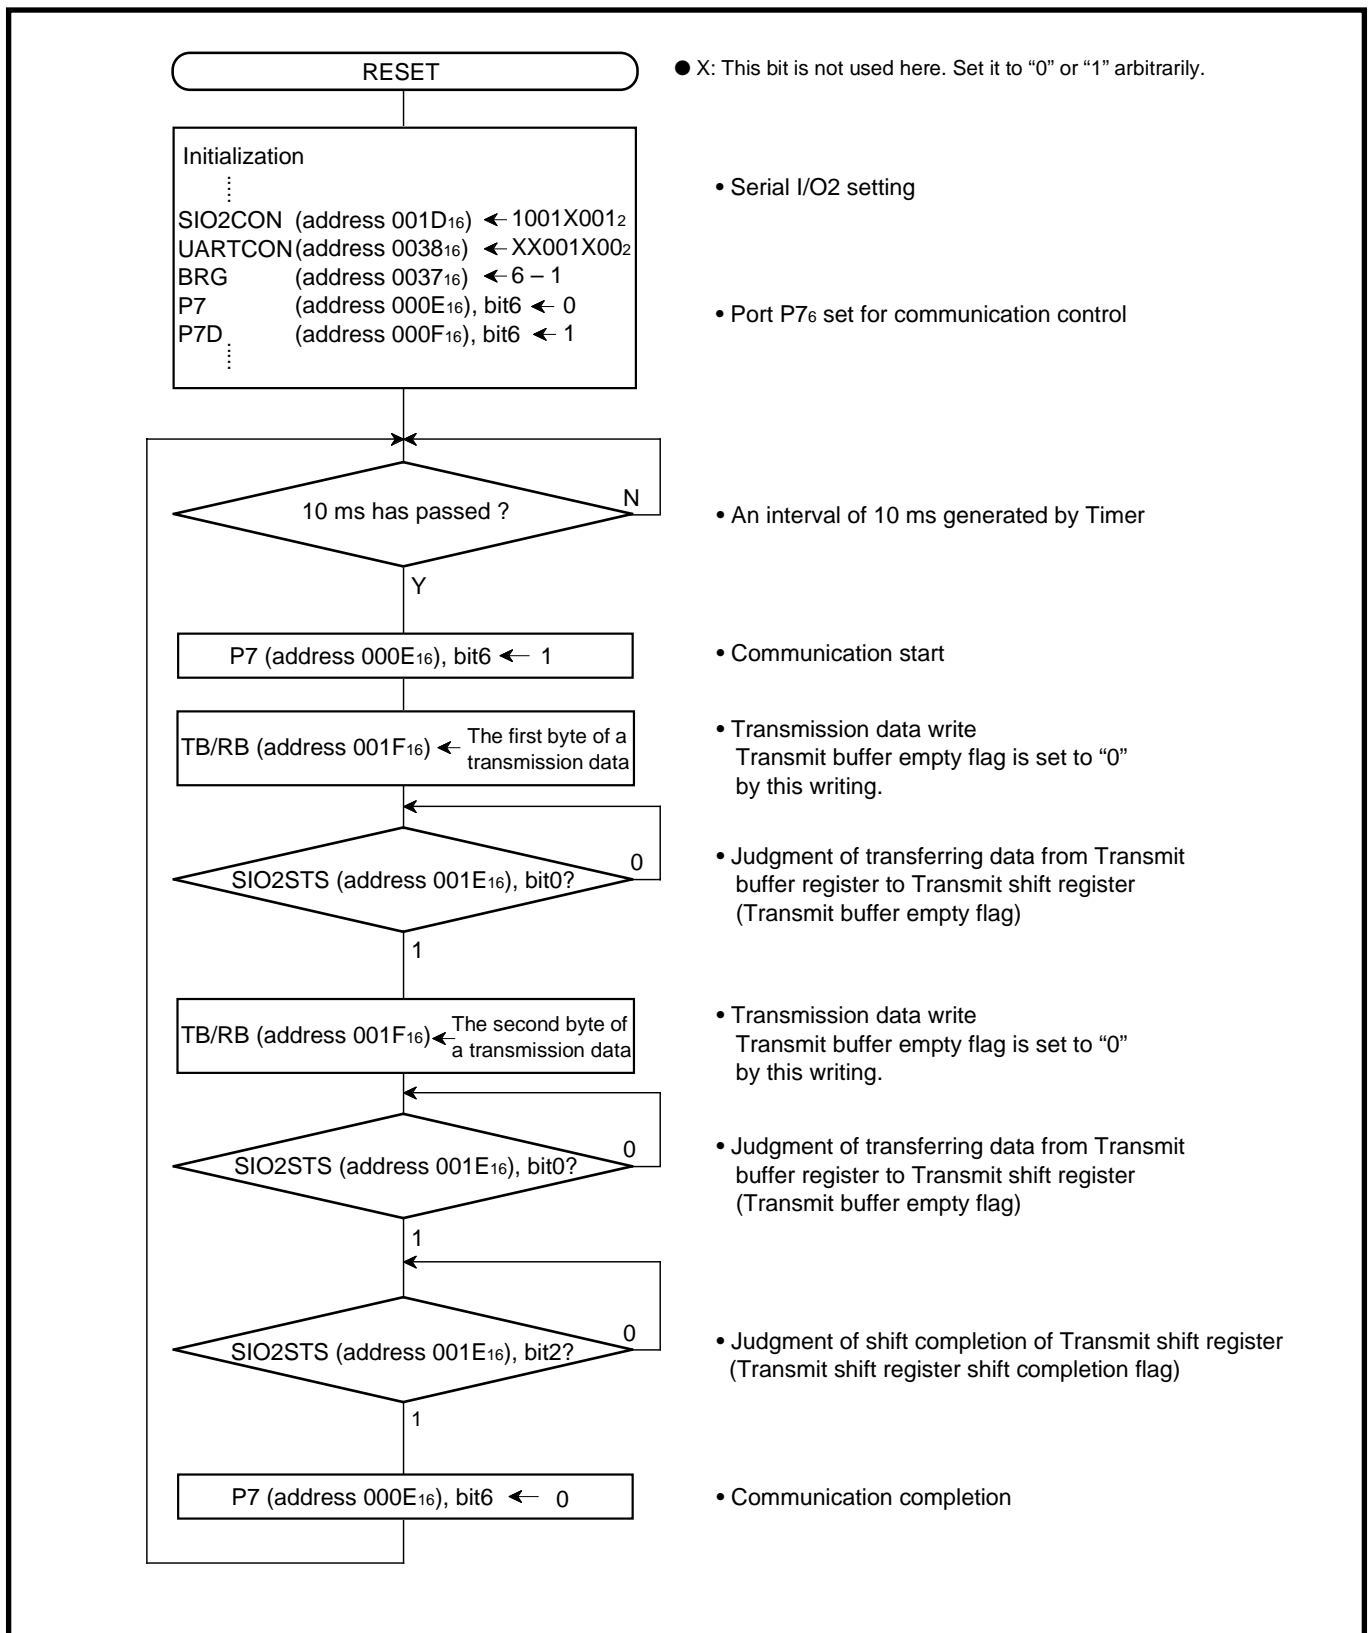 RESET
● X: This bit is not used here. Set it to “0” or “1” arbitrarily.
Initialization
• Serial I/O2 setting
SIO2CON (address 001D16) ← 1001X0012
UARTCON (address 003816) ← XX001X002
BRG (address 003716) ← 6 – 1
P7 (address 000E16), bit6 ← 0
• Port P76 set for communication control
P7D (address 000F16), bit6 ← 1
10 ms has passed ?
N
• An interval of 10 ms generated by Timer
Y
P7 (address 000E16), bit6 ← 1
• Communication start
TB/RB (address 001F16) ← The first byte of a
transmission data
• Transmission data write
Transmit buffer empty flag is set to “0”
by this writing.
SIO2STS (address 001E16), bit0?
0
• Judgment of transferring data from Transmit
buffer register to Transmit shift register
(Transmit buffer empty flag)
1
TB/RB (address 001F16) ← The second byte of
a transmission data
• Transmission data write
Transmit buffer empty flag is set to “0”
by this writing.
SIO2STS (address 001E16), bit0?
0
• Judgment of transferring data from Transmit
buffer register to Transmit shift register
(Transmit buffer empty flag)
1
SIO2STS (address 001E16), bit2?
0
• Judgment of shift completion of Transmit shift register
(Transmit shift register shift completion flag)
1
P7 (address 000E16), bit6 ← 0
• Communication completion